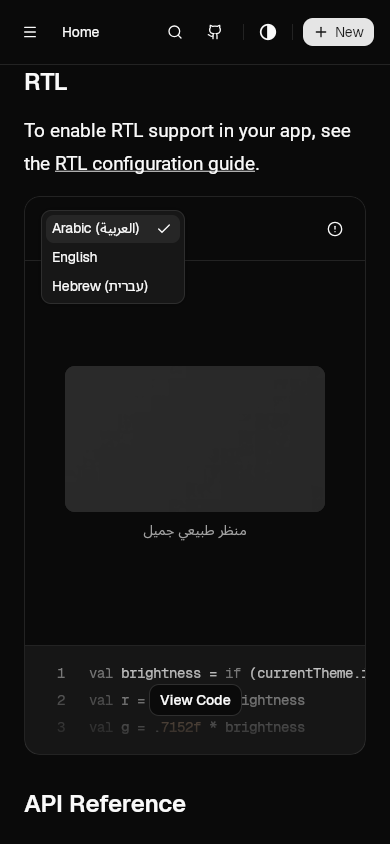 Home
New
RTL
To enable RTL support in your app, see
the RTL configuration guide.
Arabic (العربية)
English
Hebrew (עברית)
منظر طبيعي جميل
1 val brightness = if (currentTheme.i
2 val r = ightness
View Code
3 val g = .7152f * brightness
API Reference